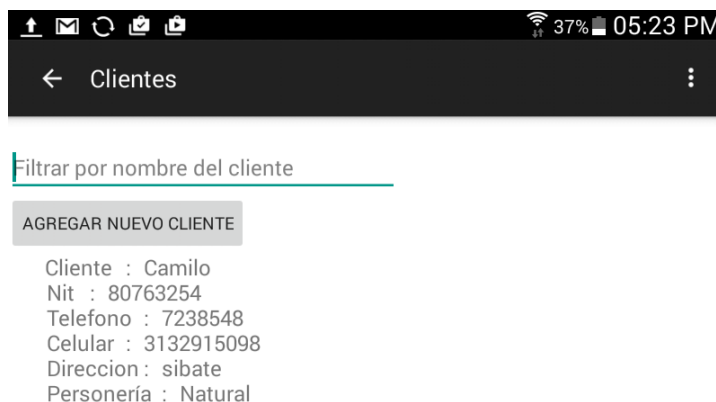 37% 05:23 PM
Clientes
Filtrar por nombre del cliente
AGREGAR NUEVO CLIENTE
Cliente : Camilo
Nit : 80763254
Telefono : 7238548
Celular : 3132915098
Direccion : sibate
Personería : Natural